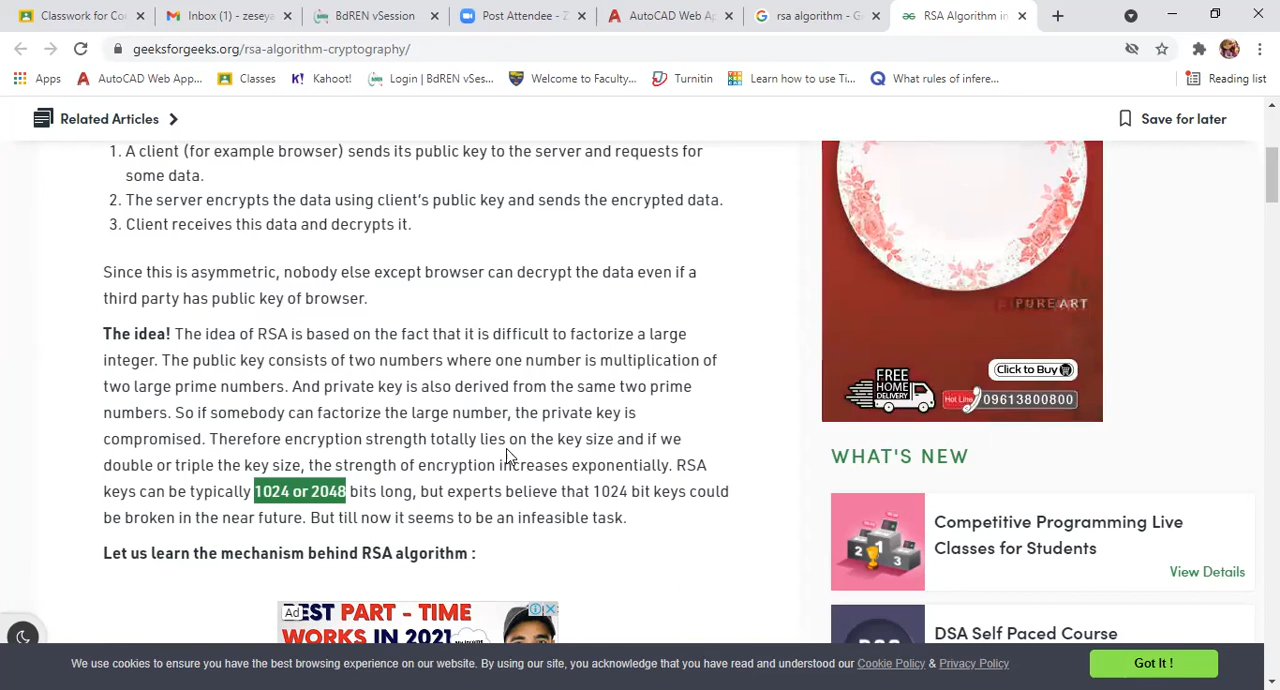 Classwork for Co
Inbox (1) - zeseya
BdREN vSession
Post Attendee - Z
AutoCAD Web Ap
rsa algorithm - G
RSA Algorithm in
geeksforgeeks.org/rsa-algorithm-cryptography/
Apps
AutoCAD Web App...
Classes
Kahoot!
Login | BdREN vSes...
Welcome to Faculty...
Turnitin
Learn how to use Ti...
What rules of infere...
Reading list
Related Articles
Save for later
1. A client (for example browser) sends its public key to the server and requests for
some data.
2. The server encrypts the data using client's public key and sends the encrypted data.
3. Client receives this data and decrypts it.
Since this is asymmetric, nobody else except browser can decrypt the data even if a
third party has public key of browser.
The idea! The idea of RSA is based on the fact that it is difficult to factorize a large
integer. The public key consists of two numbers where one number is multiplication of
two large prime numbers. And private key is also derived from the same two prime
numbers. So if somebody can factorize the large number, the private key is
compromised. Therefore encryption strength totally lies on the key size and if we
double or triple the key size, the strength of encryption increases exponentially. RSA
keys can be typically 1024 or 2048 bits long, but experts believe that 1024 bit keys could
be broken in the near future. But till now it seems to be an infeasible task.
Let us learn the mechanism behind RSA algorithm :
Ad
BEST PART - TIME
WORKS IN 2021
PURE ART
FREE
HOME
DELIVERY
Click to Buy
Hot Line
09613800800
WHAT'S NEW
Competitive Programming Live
Classes for Students
View Details
DSA Self Paced Course
We use cookies to ensure you have the best browsing experience on our website. By using our site, you acknowledge that you have read and understood our Cookie Policy & Privacy Policy
Got It !